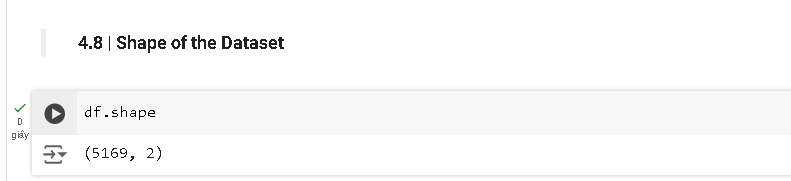 4.8 | Shape of the Dataset
df.shape
0
giây
(5169, 2)